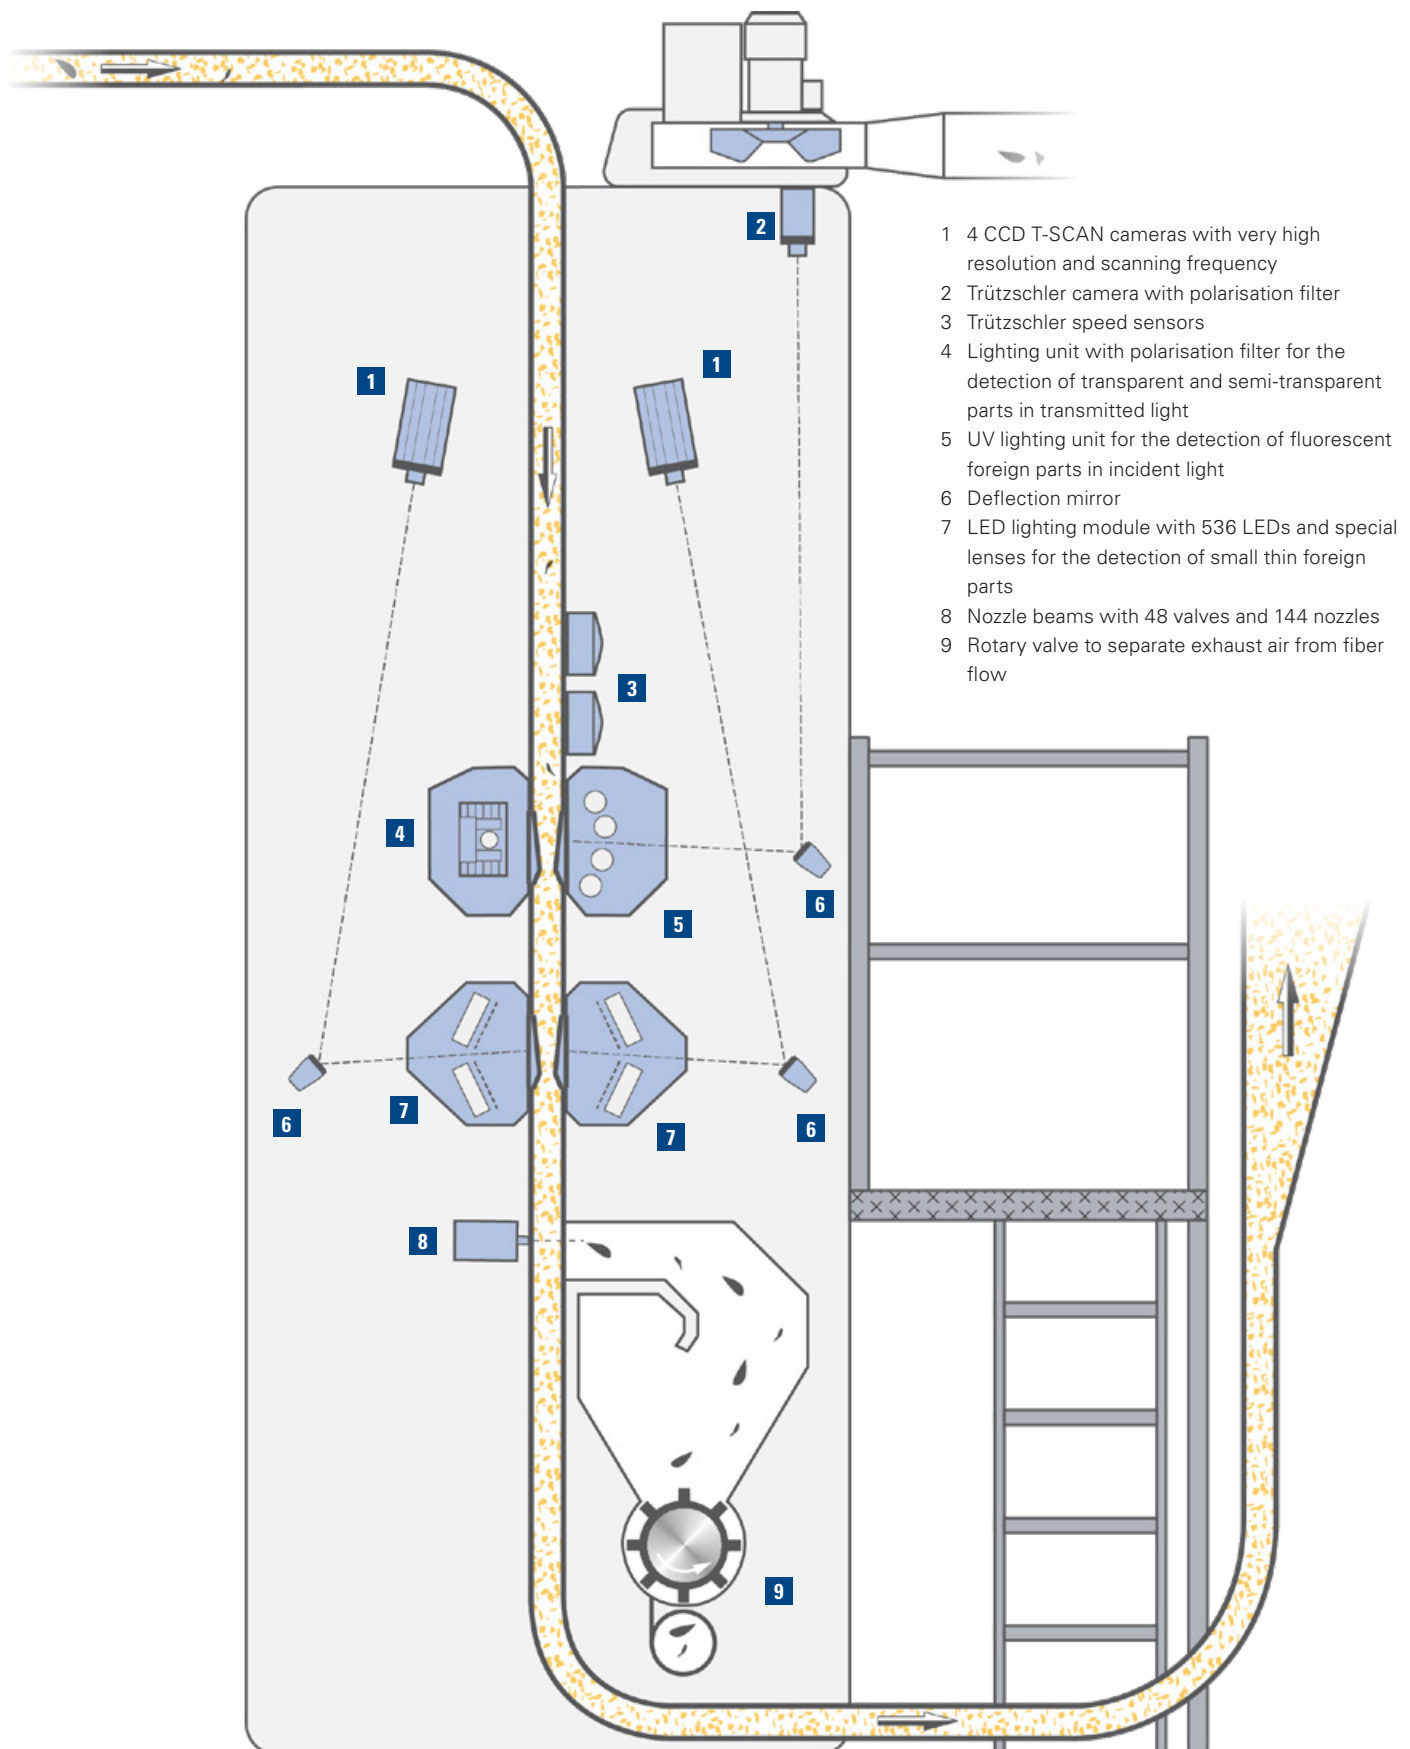 2
1 4 CCD T-SCAN cameras with very high
resolution and scanning frequency
2 Trützschler camera with polarisation filter
3 Trützschler speed sensors
4 Lighting unit with polarisation filter for the
detection of transparent and semi-transparent
parts in transmitted light
5 UV lighting unit for the detection of fluorescent
foreign parts in incident light
6 Deflection mirror
7 LED lighting module with 536 LEDs and special
lenses for the detection of small thin foreign
parts
8 Nozzle beams with 48 valves and 144 nozzles
9 Rotary valve to separate exhaust air from fiber
flow
1
1
3
4
6
5
7
6
6
7
8
9